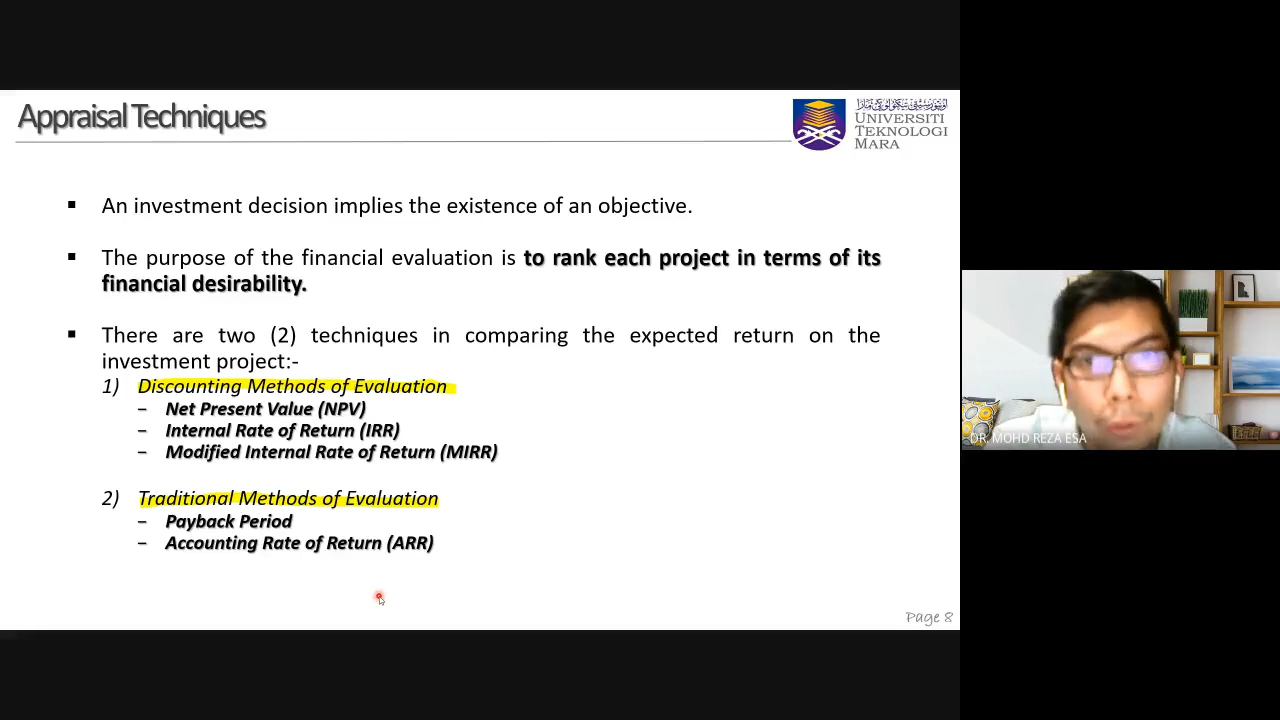 Appraisal Techniques
UNIVERSITI
TEKNOLOGI
MARA
▪ An investment decision implies the existence of an objective.
▪ The purpose of the financial evaluation is to rank each project in terms of its
financial desirability.
▪ There are two (2) techniques in comparing the expected return on the
investment project:-
1) Discounting Methods of Evaluation
− Net Present Value (NPV)
− Internal Rate of Return (IRR)
− Modified Internal Rate of Return (MIRR)
2) Traditional Methods of Evaluation
− Payback Period
− Accounting Rate of Return (ARR)
Page 8
DR. MOHD REZA ESA